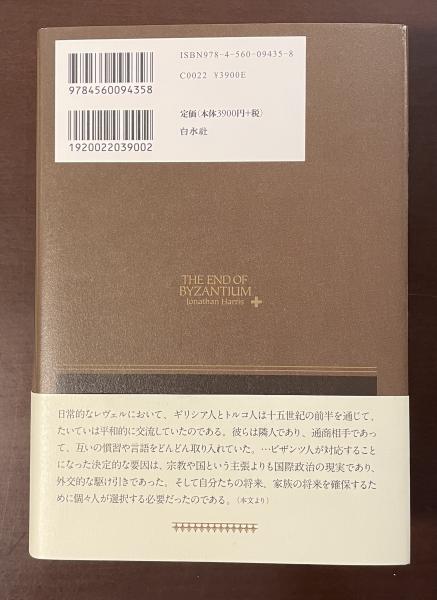 ISBN978-4-560-09435-8
C0022 ¥3900E
定価(本体3900円+税)
白水社
9784560094358
1920022039002
THE END OF
BYZANTIUM
Jonathan Harris
日常的なレヴェルにおいて、ギリシア人とトルコ人は十五世紀の前半を通じて、
たいていは平和的に交流していたのである。彼らは隣人であり、通商相手であっ
て、互いの慣習や言語をどんどん取り入れていた。…ビザンツ人が対応すること
になった決定的な要因は、宗教や国という主張よりも国際政治の現実であり、
外交的な駆け引きであった。そして自分たちの将来、家族の将来を確保するため
に個々人が選択する必要だったのである。(本文より)